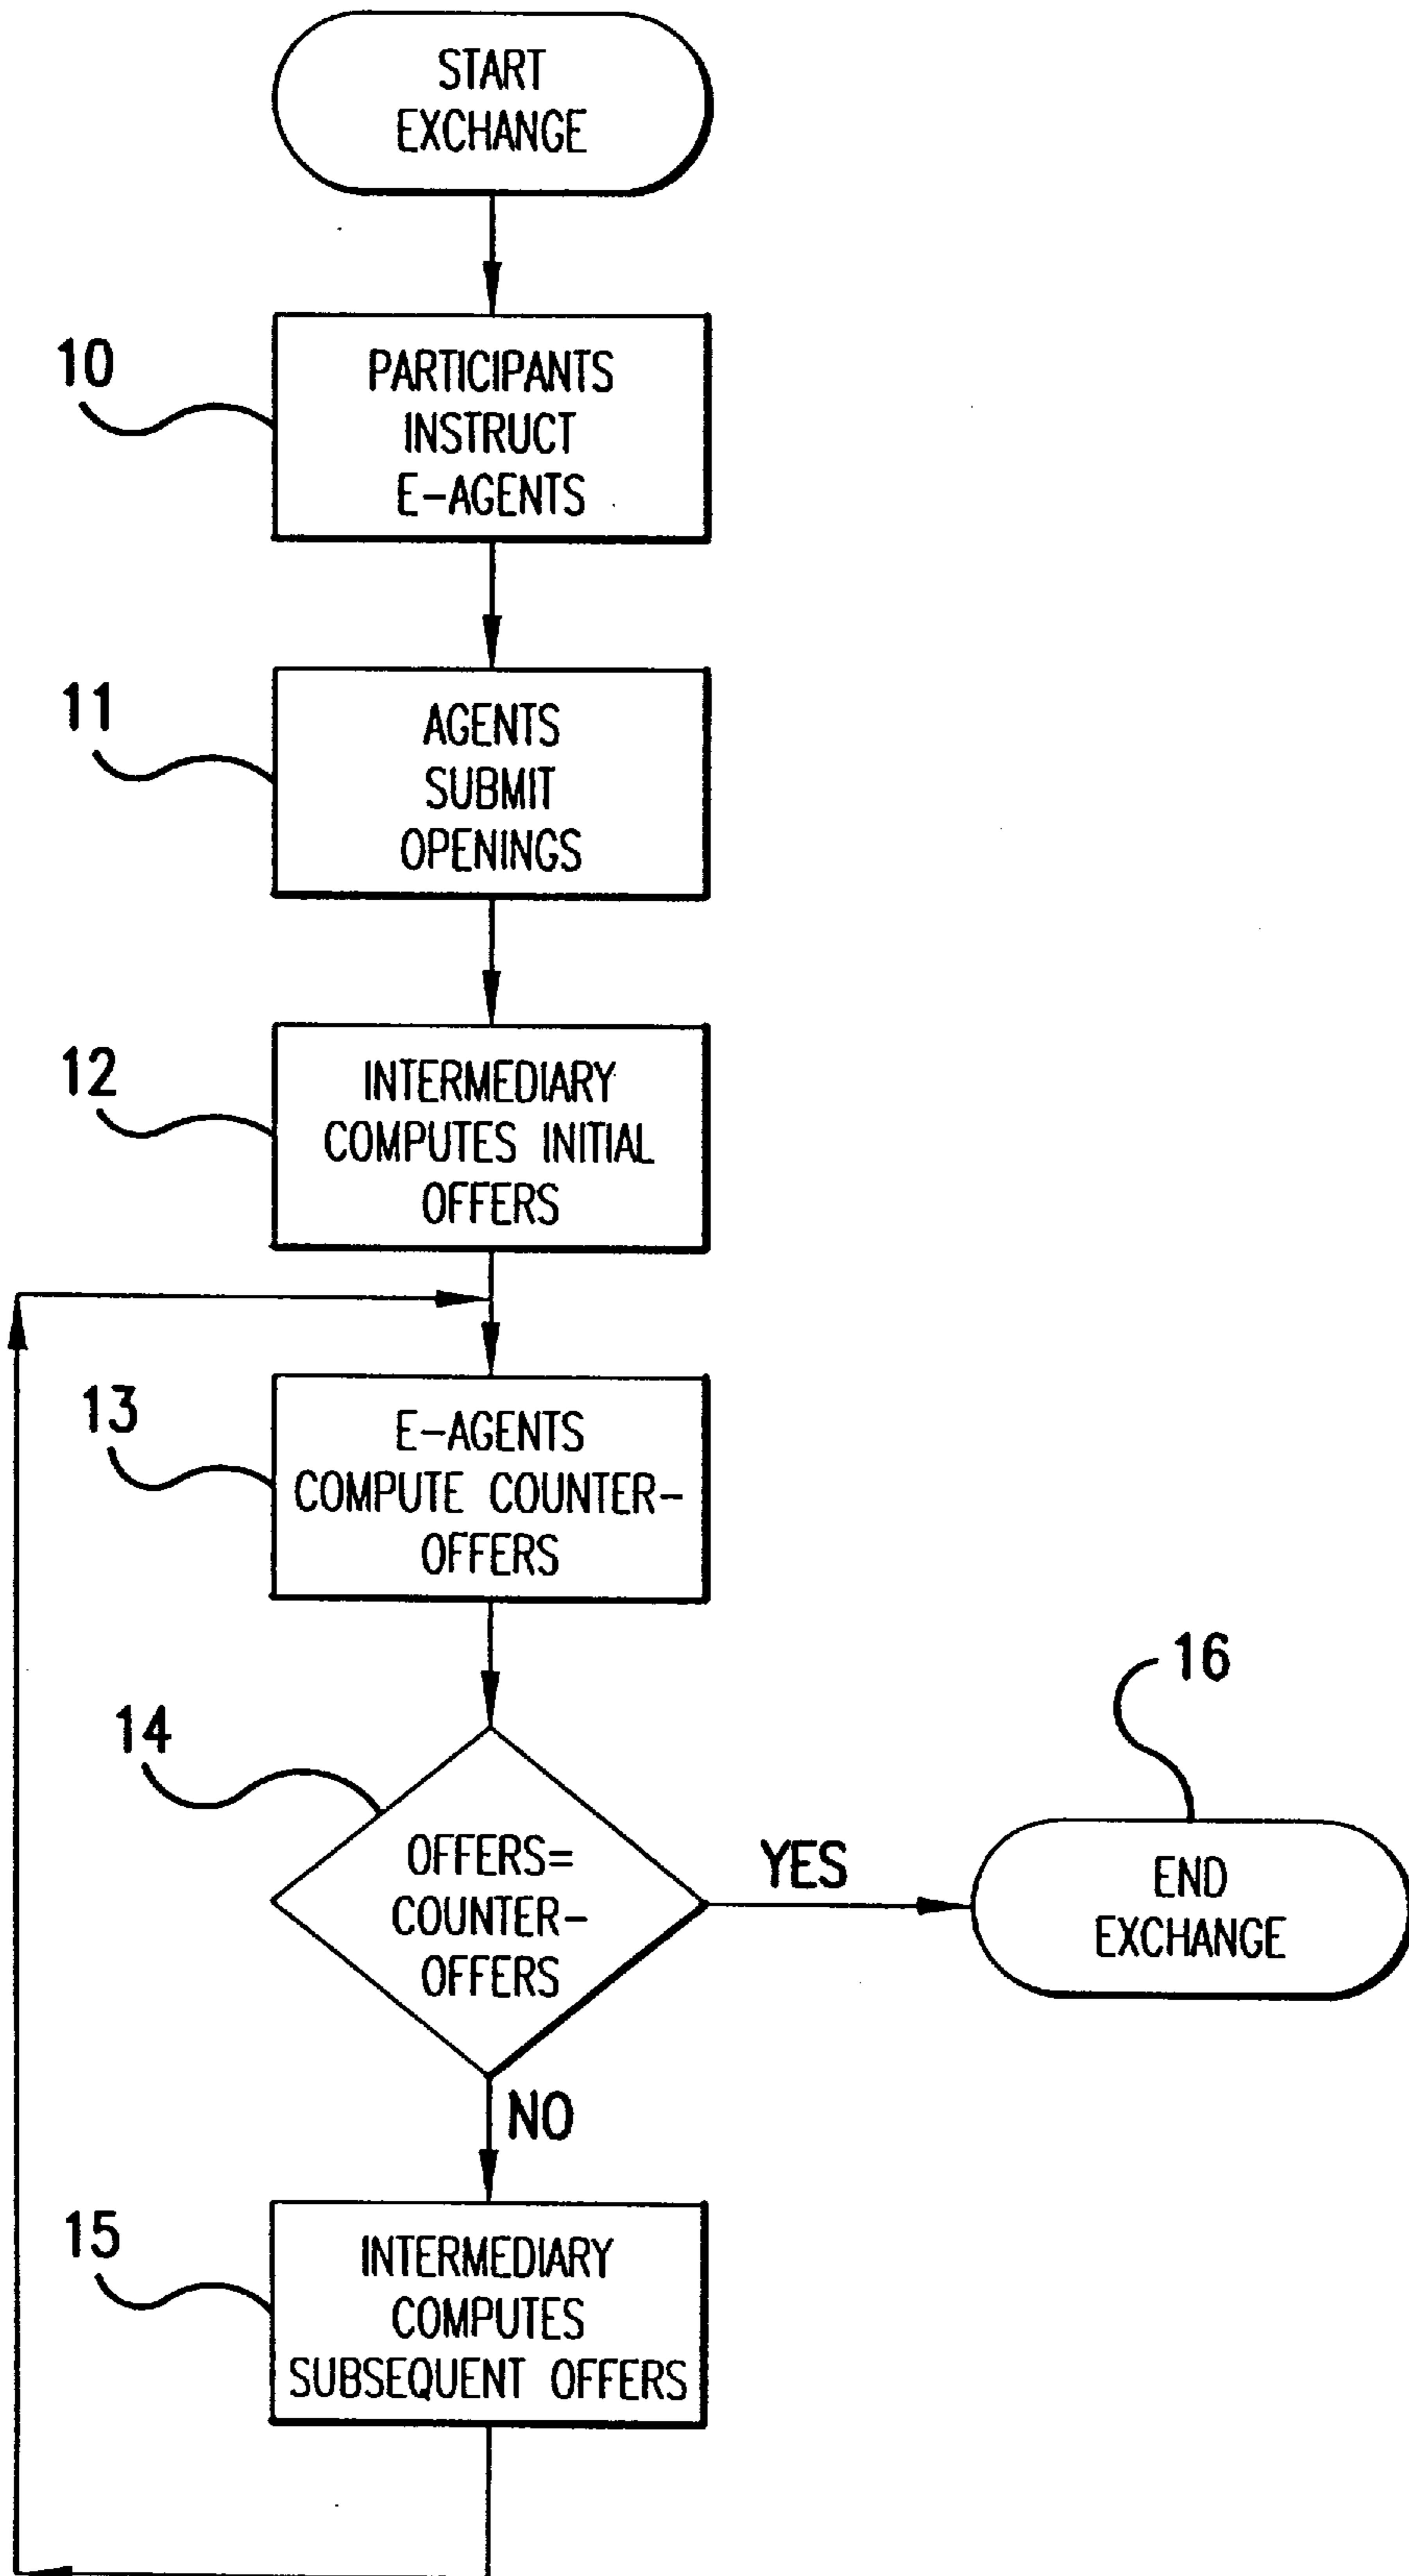 START
EXCHANGE
10
PARTICIPANTS
INSTRUCT
E-AGENTS
11
AGENTS
SUBMIT
OPENINGS
12
INTERMEDIARY
COMPUTES INITIAL
OFFERS
13
E-AGENTS
COMPUTE COUNTER-
OFFERS
14
OFFERS=
COUNTER-
OFFERS
YES
16
END
EXCHANGE
NO
15
INTERMEDIARY
COMPUTES
SUBSEQUENT OFFERS